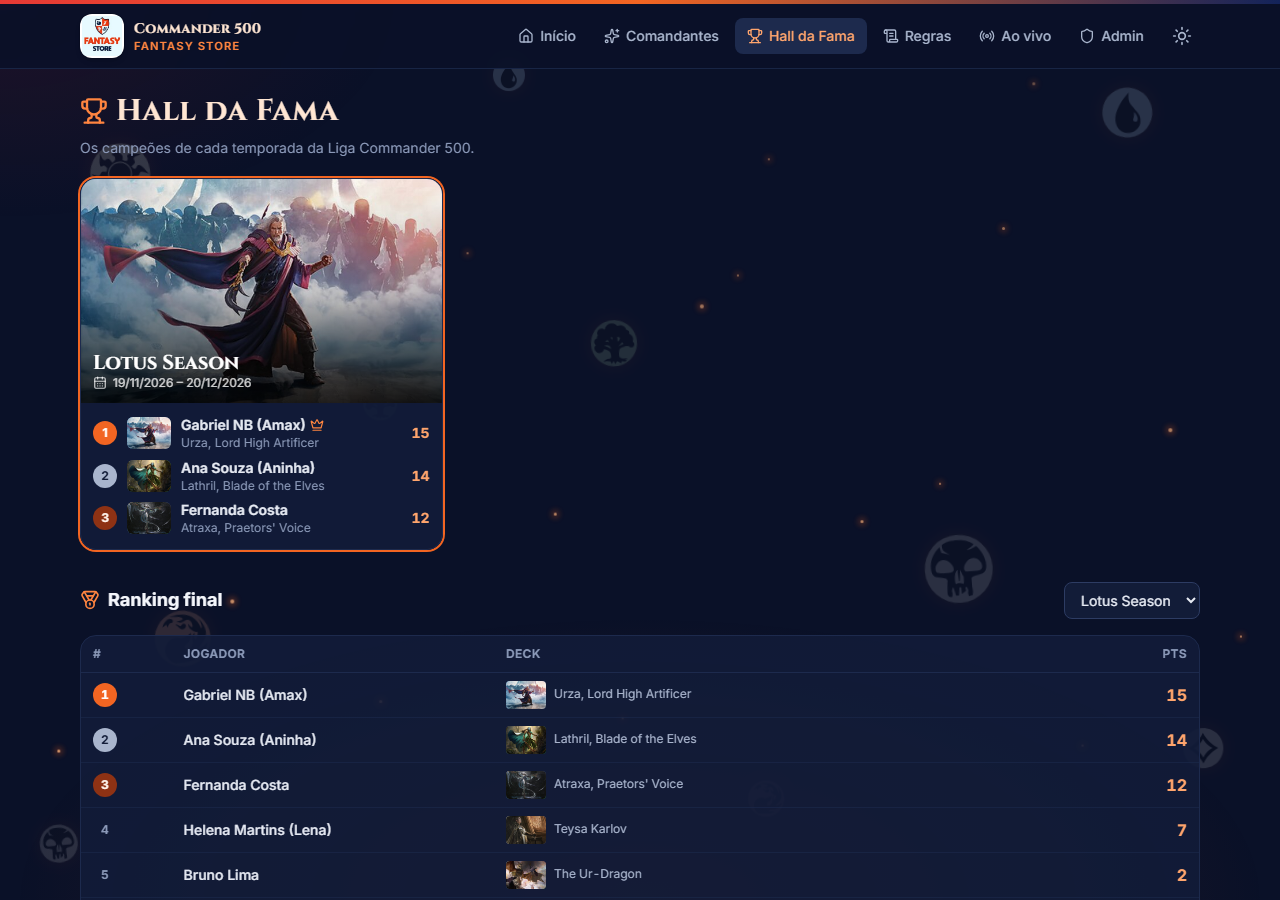 FANTASY
STORE
Commander 500
FANTASY STORE
Início
Comandantes
Hall da Fama
Regras
Ao vivo
Admin
Hall da Fama
Os campeões de cada temporada da Liga Commander 500.
Lotus Season
19/11/2026 – 20/12/2026
1 Gabriel NB (Amax) 15
Urza, Lord High Artificer
2 Ana Souza (Aninha) 14
Lathril, Blade of the Elves
3 Fernanda Costa 12
Atraxa, Praetors' Voice
Ranking final
Lotus Season
# JOGADOR DECK PTS
1 Gabriel NB (Amax) Urza, Lord High Artificer 15
2 Ana Souza (Aninha) Lathril, Blade of the Elves 14
3 Fernanda Costa Atraxa, Praetors' Voice 12
4 Helena Martins (Lena) Teysa Karlov 7
5 Bruno Lima The Ur-Dragon 2